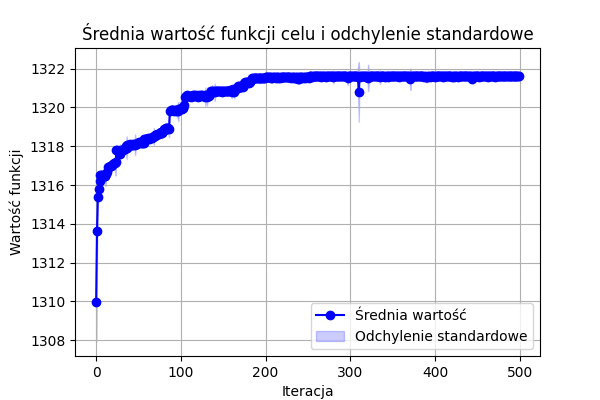 Średnia wartość funkcji celu i odchylenie standardowe
1322
1320
1318
1316
1314
1312
1310
1308
Wartość funkcji
0 100 200 300 400 500
Iteracja
Średnia wartość
Odchylenie standardowe